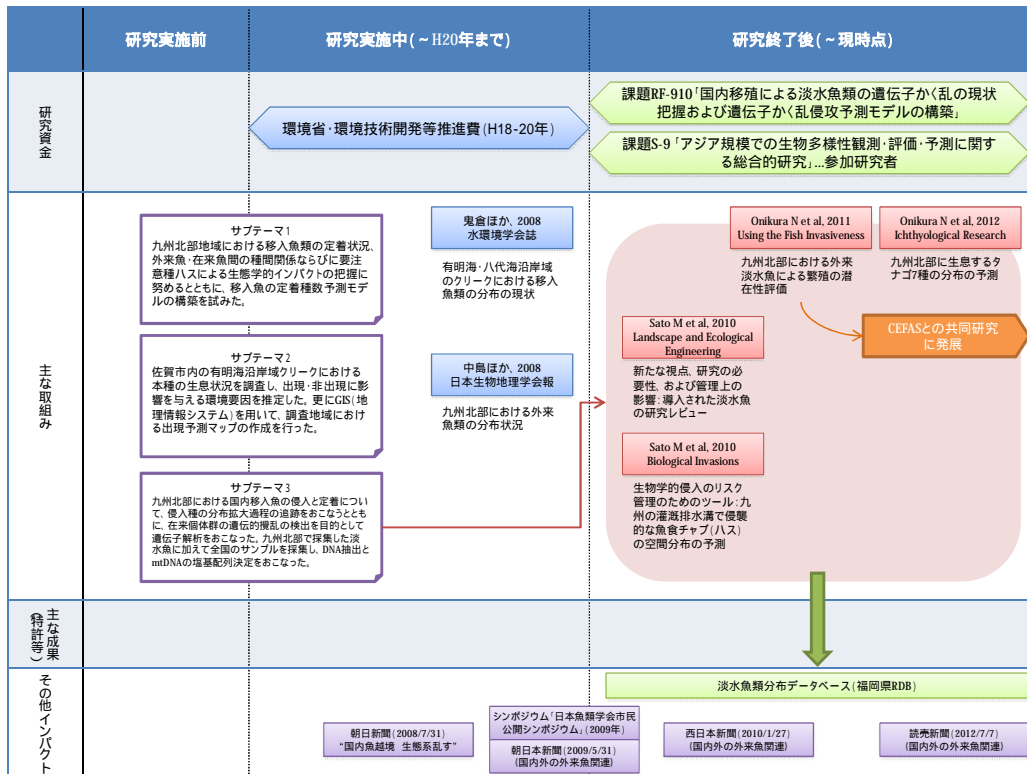 研究実施前
研究実施中(～H20年まで)
研究終了後(～現時点)
研究資金
環境省・環境技術開発等推進費(H18-20年)
課題RF-910「国内移殖による淡水魚類の遺伝子かく乱の現状
把握および遺伝子かく乱侵攻予測モデルの構築」
課題S-9「アジア規模での生物多様性観測・評価・予測に関す
る総合的研究」...参加研究者
主な取組み
サブテーマ1
九州北部地域における移入魚類の定着状況、
外来魚・在来魚間の種間関係ならびに要注
意種ハスによる生態学的インパクトの把握に
努めるとともに、移入魚の定着種数予測モデ
ルの構築を試みた。
サブテーマ2
佐賀市内の有明海沿岸域クリークにおける
本種の生息状況を調査し、出現・非出現に影
響を与える環境要因を推定した。更にGIS(地
理情報システム)を用いて、調査地域におけ
る出現予測マップの作成を行った。
サブテーマ3
九州北部における国内移入魚の侵入と定着について、
侵入種の分布拡大過程の追跡をおこなうととも
に、在来個体群の遺伝的撹乱の検出を目的として
遺伝子解析をおこなった。九州北部で採集した淡
水魚に加えて全国のサンプルを採集し、DNA抽出と
mtDNAの塩基配列決定をおこなった。
鬼倉ほか、2008
水環境学会誌
有明海・八代海沿岸域
のクリークにおける移入
魚類の分布の現状
中島ほか、2008
日本生物地理学会報
九州北部における外来
魚類の分布状況
Onikura N et al, 2011
Using the Fish Invasiveness
九州北部における外来
淡水魚による繁殖の潜
在性評価
Onikura N et al, 2012
Ichthyological Research
九州北部に生息するタ
ナゴ7種の分布の予測
CEFASとの共同研究
に発展
Sato M et al, 2010
Landscape and Ecological
Engineering
新たな視点、研究の必
要性、および管理上の
影響:導入された淡水魚
の研究レビュー
Sato M et al, 2010
Biological Invasions
生物学的侵入のリスク
管理のためのツール:九
州の灌漑排水溝で侵襲
的な魚食チャブ(ハス)
の空間分布の予測
主な成果
(特許等)
その他インパクト
淡水魚類分布データベース(福岡県RDB)
朝日新聞(2008/7/31)
“国内魚越境 生態系乱す”
シンポジウム「日本魚類学会市民
公開シンポジウム」(2009年)
朝日新聞(2009/5/31)
(国内外の外来魚関連)
西日本新聞(2010/1/27)
(国内外の外来魚関連)
読売新聞(2012/7/7)
(国内外の外来魚関連)